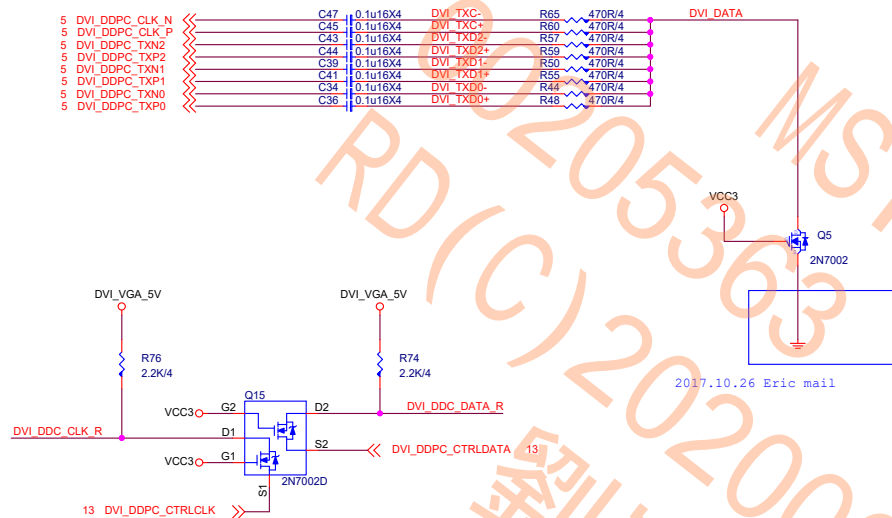 5 DVI_DDPC_CLK_N C47 0.1u16X4 DVI_TXC- R65 470R/4 DVI_DATA
5 DVI_DDPC_CLK_P C45 0.1u16X4 DVI_TXC+ R60 470R/4
5 DVI_DDPC_TXN2 C43 0.1u16X4 DVI_TXD2- R57 470R/4
5 DVI_DDPC_TXP2 C44 0.1u16X4 DVI_TXD2+ R59 470R/4
5 DVI_DDPC_TXN1 C39 0.1u16X4 DVI_TXD1- R50 470R/4
5 DVI_DDPC_TXP1 C41 0.1u16X4 DVI_TXD1+ R55 470R/4
5 DVI_DDPC_TXN0 C34 0.1u16X4 DVI_TXD0- R44 470R/4
5 DVI_DDPC_TXP0 C36 0.1u16X4 DVI_TXD0+ R48 470R/4
VCC3
Q5
2N7002
2017.10.26 Eric mail
DVI_VGA_5V
DVI_VGA_5V
R76
2.2K/4
R74
2.2K/4
Q15
VCC3 G2 D2 DVI_DDC_DATA_R
DVI_DDC_CLK_R D1
S2 DVI_DDPC_CTRLDATA 13
VCC3 G1
S1
2N7002D
13 DVI_DDPC_CTRLCLK
MS
RD(C)2020
劉